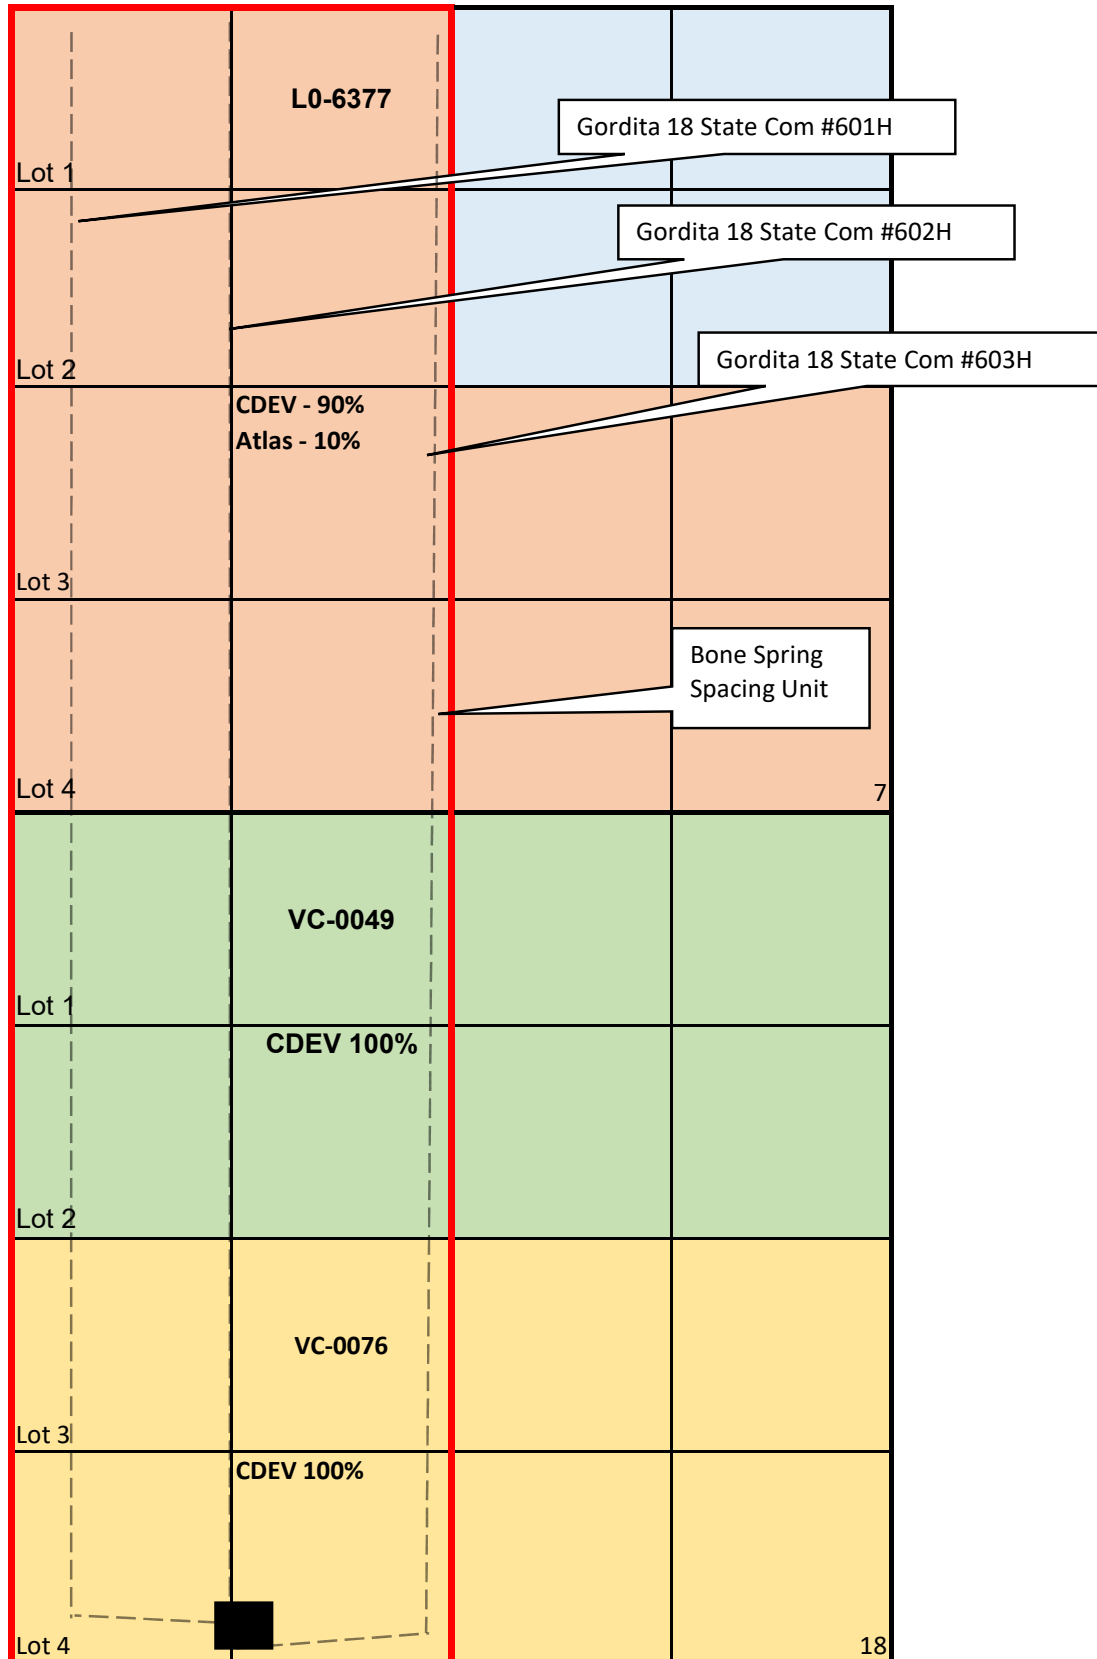 L0-6377
Gordita 18 State Com #601H
Lot 1
Gordita 18 State Com #602H
Gordita 18 State Com #603H
Lot 2
CDEV - 90%
Atlas - 10%
Lot 3
Bone Spring
Spacing Unit
Lot 4
7
VC-0049
Lot 1
CDEV 100%
Lot 2
VC-0076
Lot 3
CDEV 100%
Lot 4
18